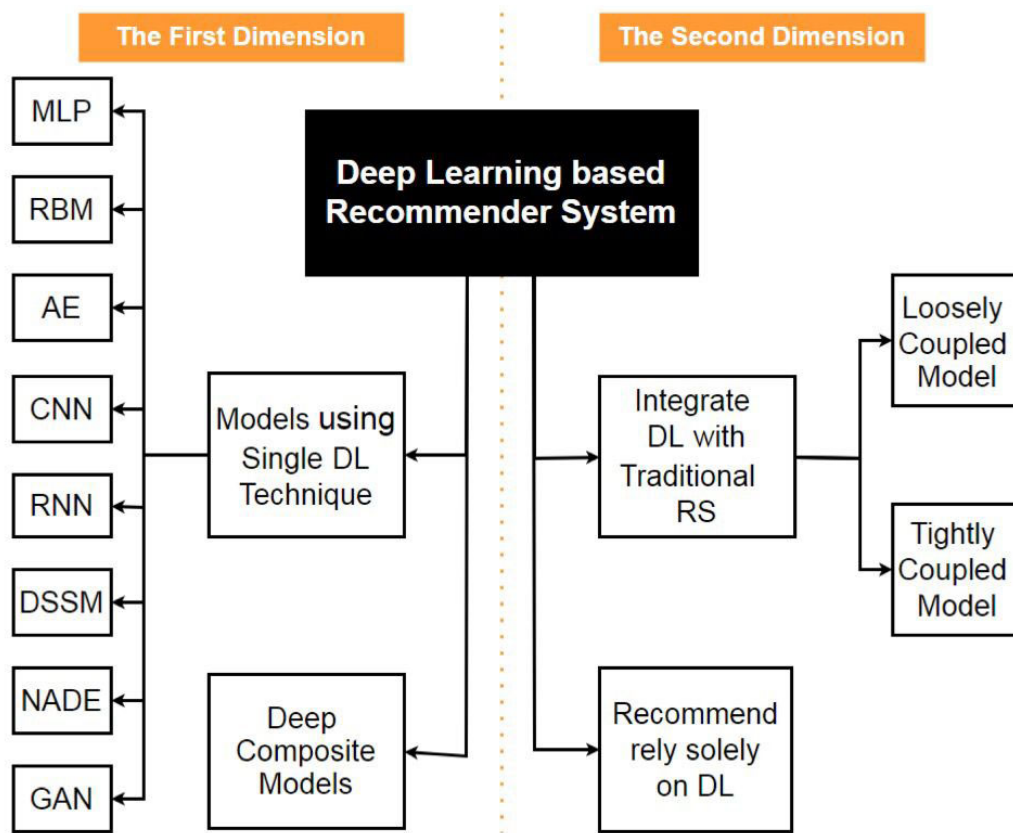 The First Dimension
The Second Dimension
Deep Learning based
Recommender System
MLP
RBM
AE
CNN
RNN
DSSM
NADE
GAN
Models using
Single DL
Technique
Deep
Composite
Models
Integrate
DL with
Traditional
RS
Recommend
rely solely
on DL
Loosely
Coupled
Model
Tightly
Coupled
Model